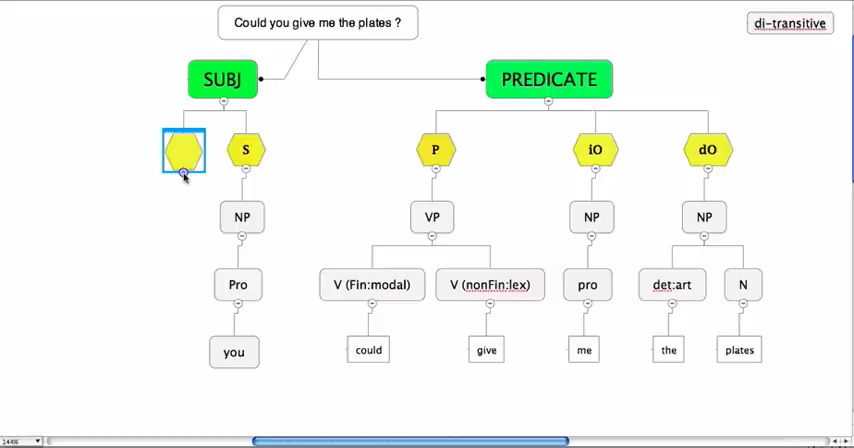 Could you give me the plates ?
di-transitive
SUBJ
PREDICATE
S
P
iO
dO
NP
VP
NP
NP
Pro
V (Fin:modal)
V (nonFin:lex)
pro
det:art
N
you
could
give
me
the
plates
144%